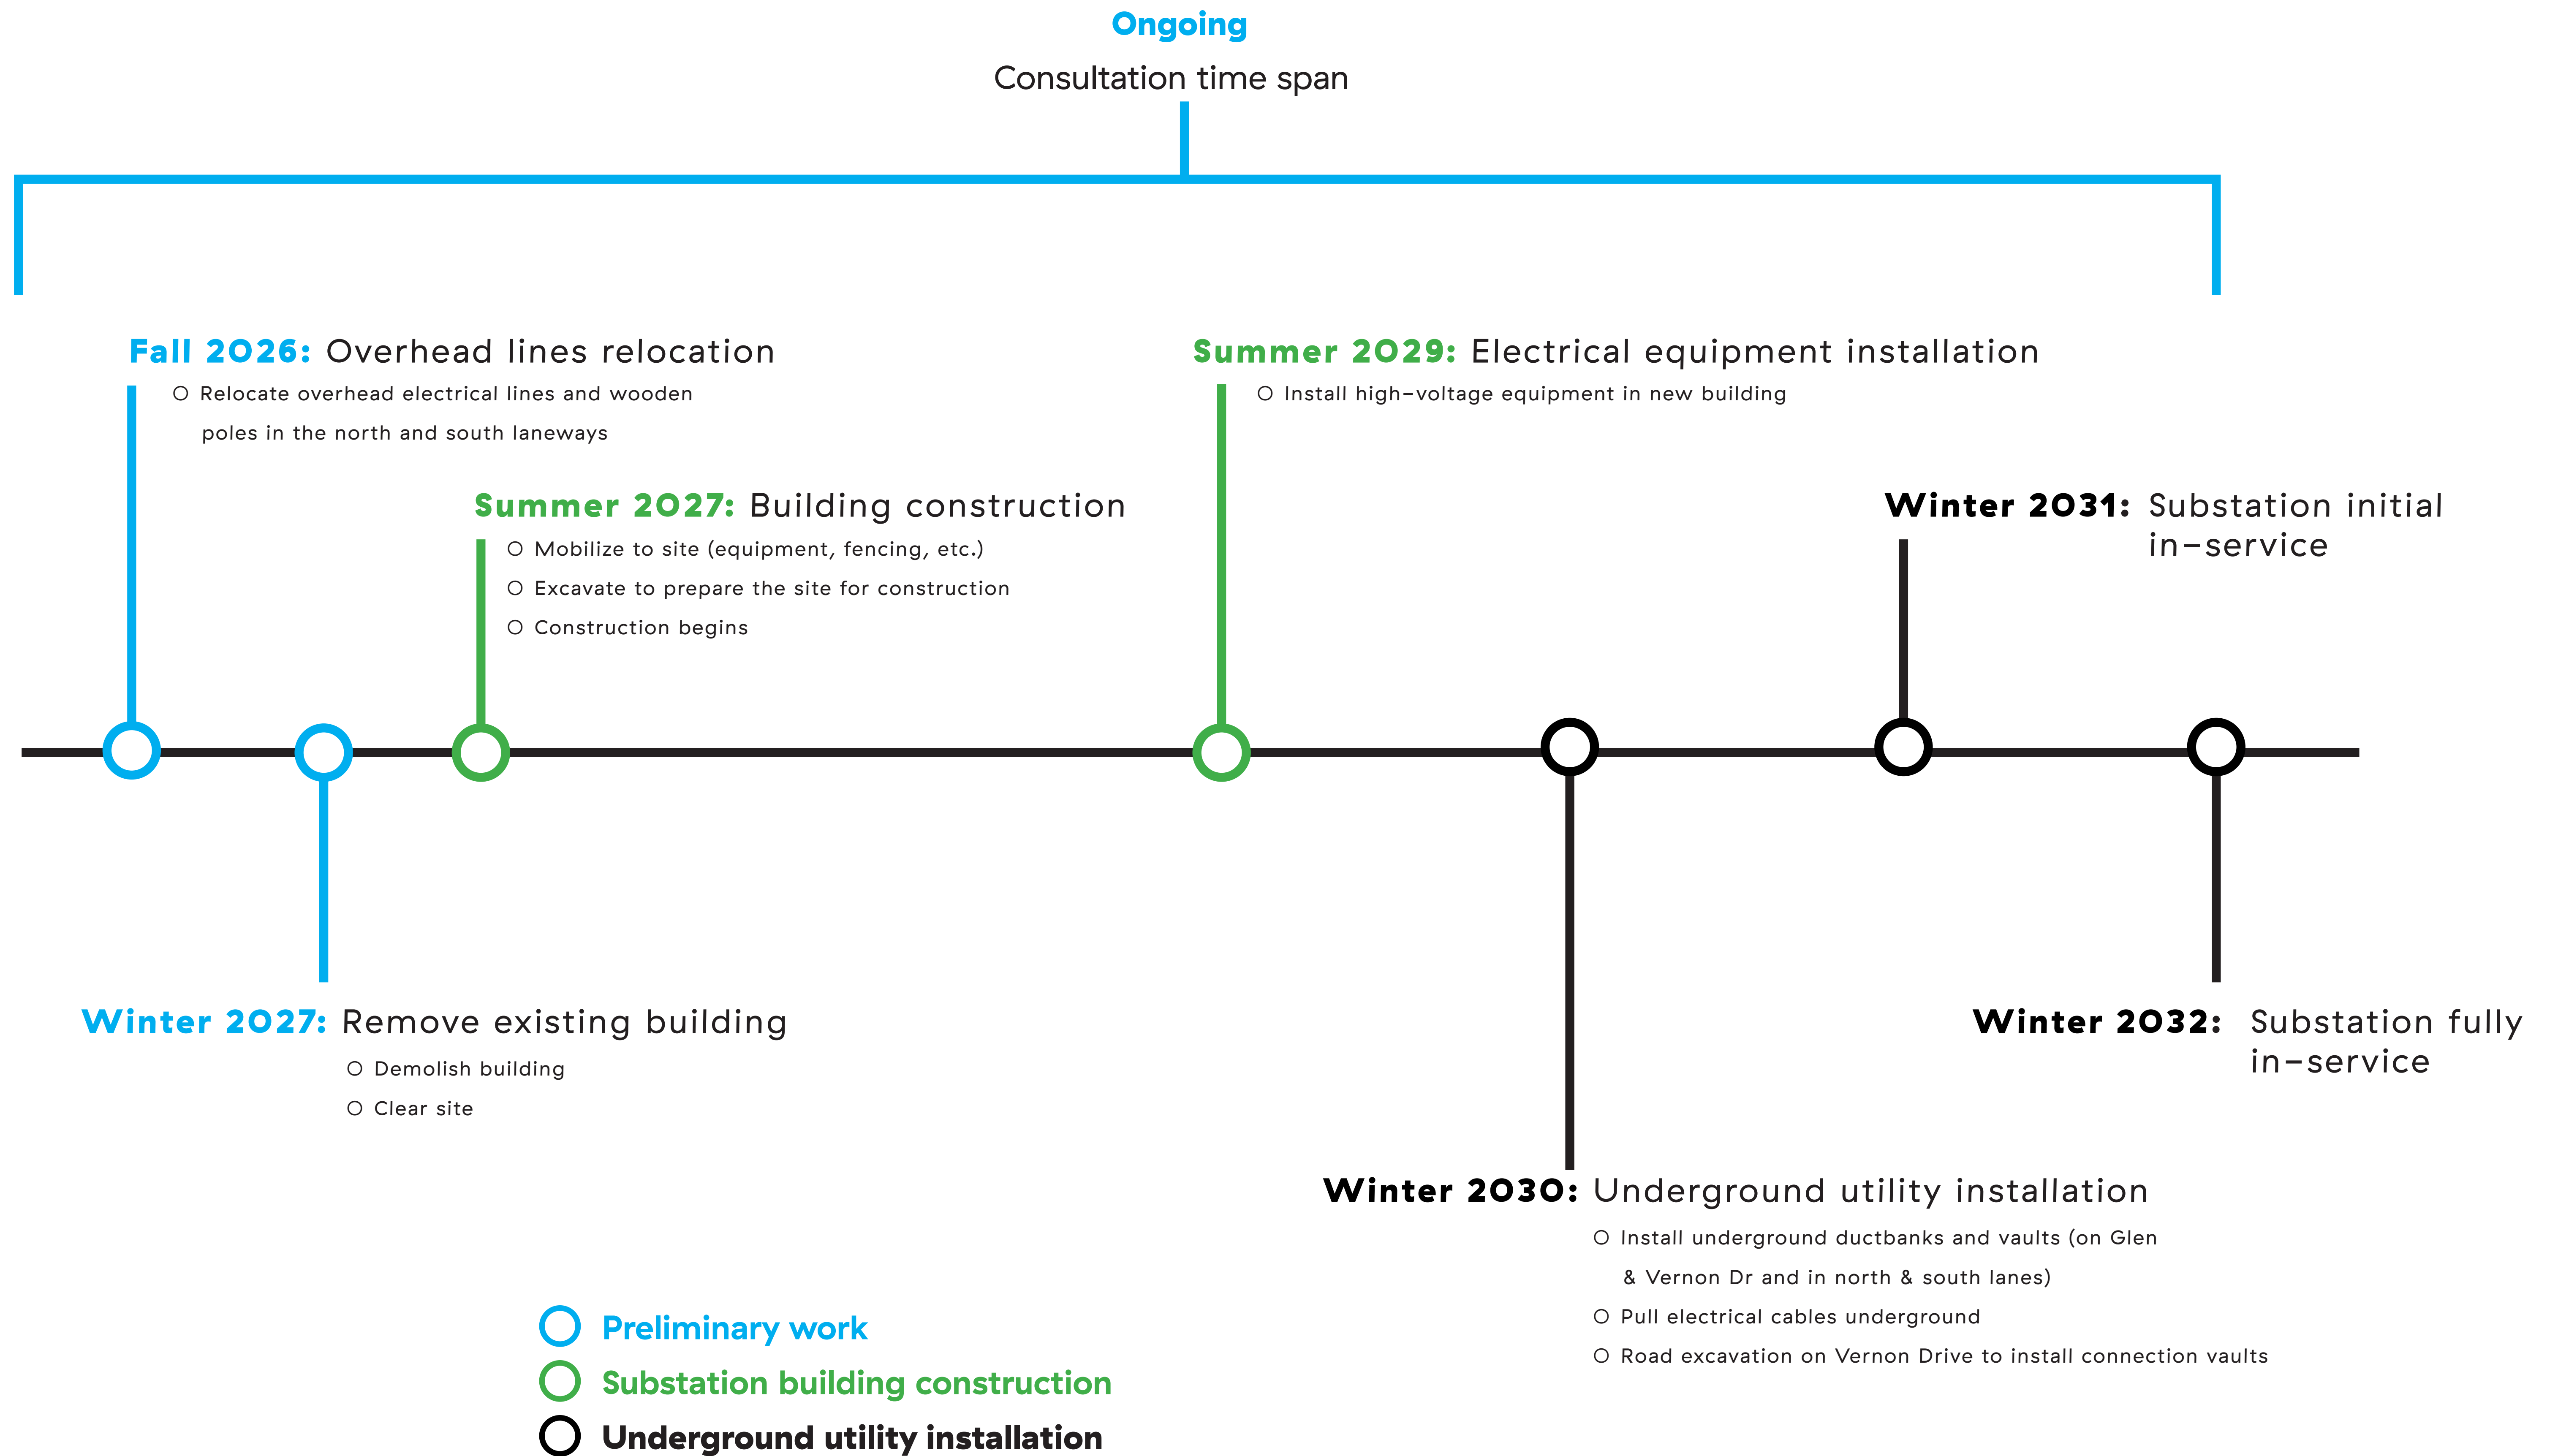 Ongoing
Consultation time span
Fall 2026: Overhead lines relocation
○ Relocate overhead electrical lines and wooden
poles in the north and south laneways
Summer 2027: Building construction
○ Mobilize to site (equipment, fencing, etc.)
○ Excavate to prepare the site for construction
○ Construction begins
Summer 2029: Electrical equipment installation
○ Install high-voltage equipment in new building
Winter 2031: Substation initial
in-service
Winter 2027: Remove existing building
○ Demolish building
○ Clear site
Winter 2032: Substation fully
in-service
Winter 2030: Underground utility installation
○ Install underground ductbanks and vaults (on Glen
& Vernon Dr and in north & south lanes)
○ Pull electrical cables underground
○ Road excavation on Vernon Drive to install connection vaults
Preliminary work
Substation building construction
Underground utility installation